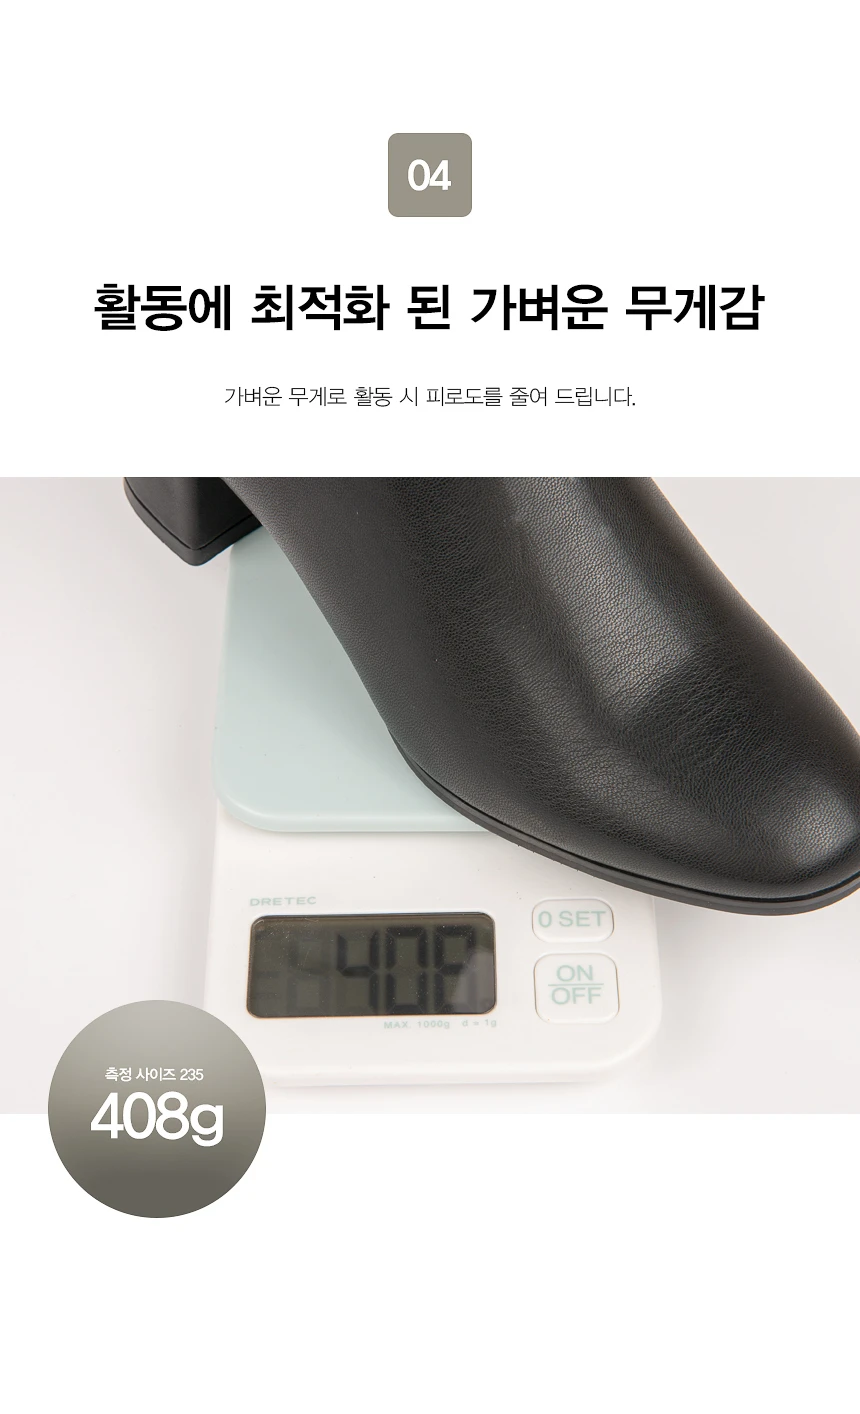 04
활동에 최적화 된 가벼운 무게감
가벼운 무게로 활동 시 피로도를 줄여 드립니다.
DRETEC
408
0 SET
ON
OFF
MAX 1000g d = 1g
측정 사이즈 235
408g